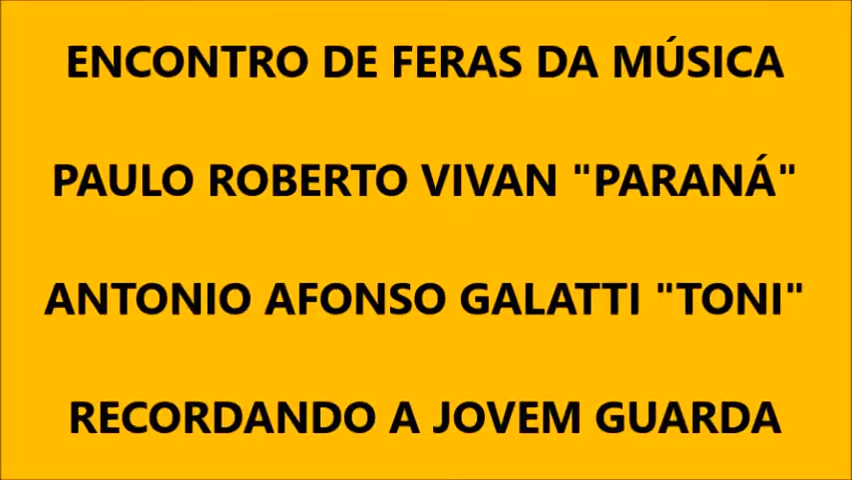 ENCONTRO DE FERAS DA MÚSICA
PAULO ROBERTO VIVAN "PARANÁ"
ANTONIO AFONSO GALATTI "TONI"
RECORDANDO A JOVEM GUARDA